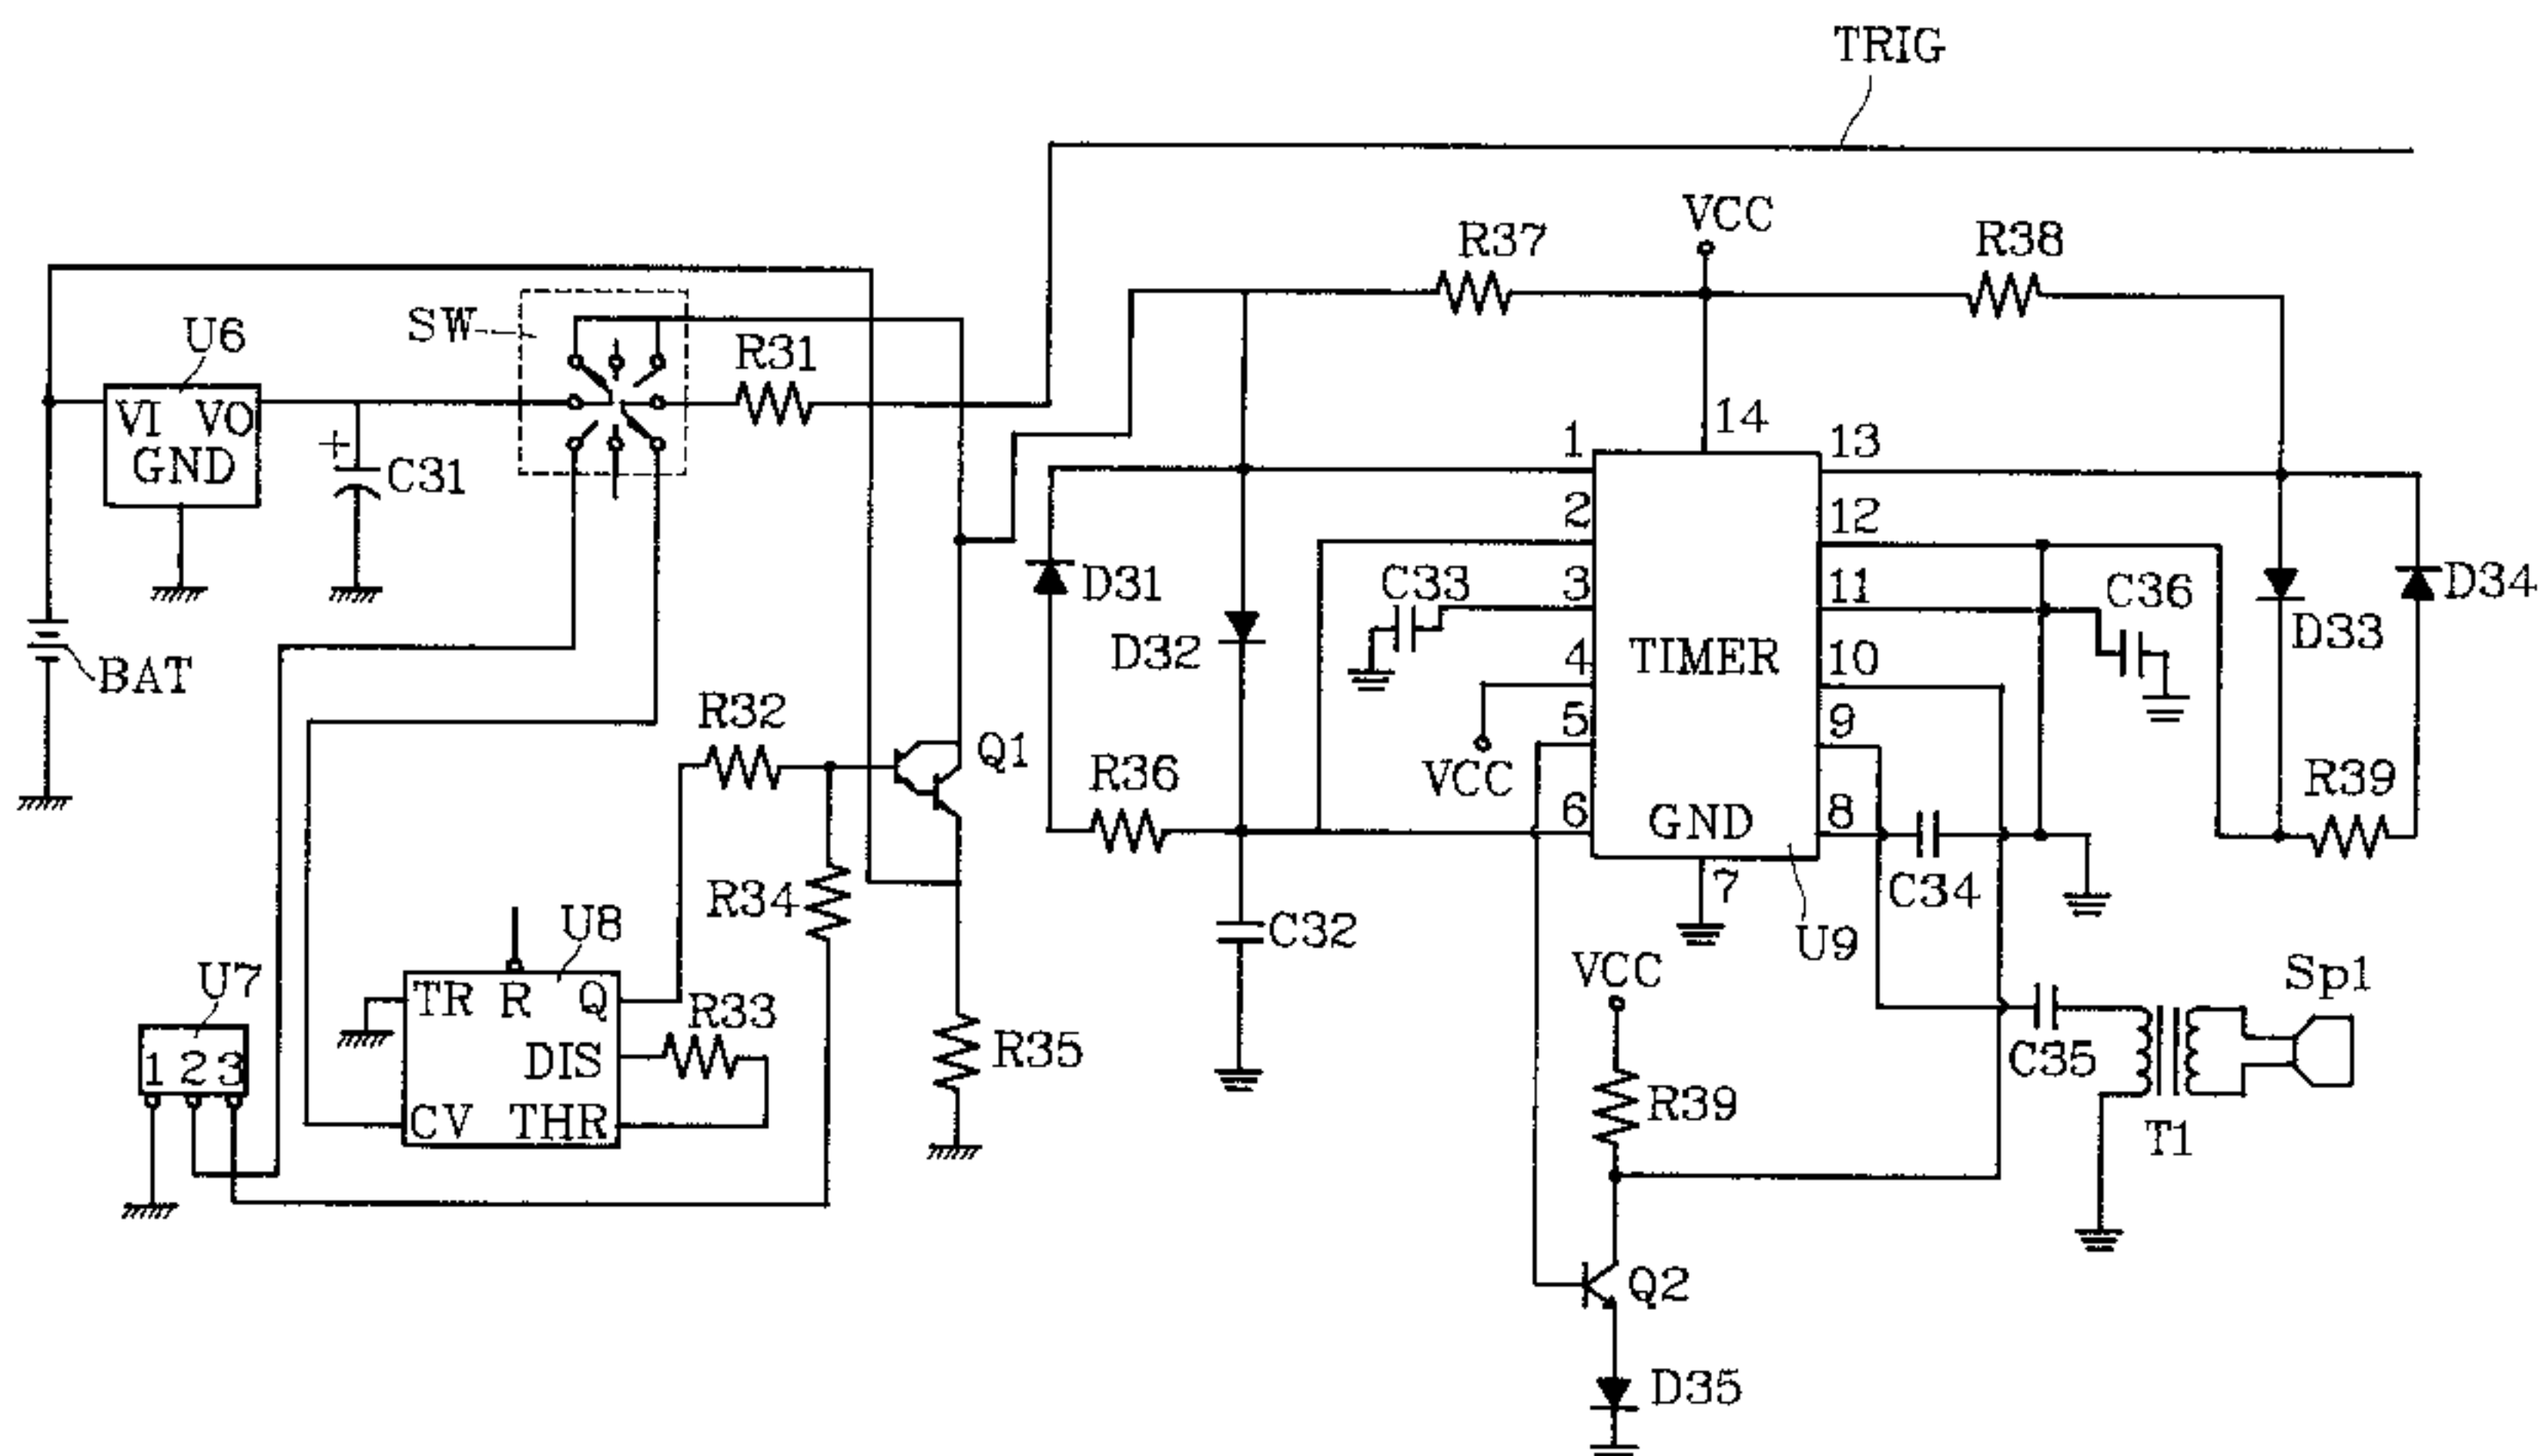 TRIG
VCC
R37
R38
U6
SW
R31
VI VO
GND
C31
14
1
13
2
12
3
11
4
10
5
9
6
8
7
TIMER
GND
U9
D31
D32
C33
C36
D33
D34
BAT
VCC
R32
Q1
R36
R39
R34
C34
C32
U8
U7
VCC
Sp1
TR R Q
R33
DIS
CV THR
1 2 3
R35
C35
R39
T1
Q2
D35